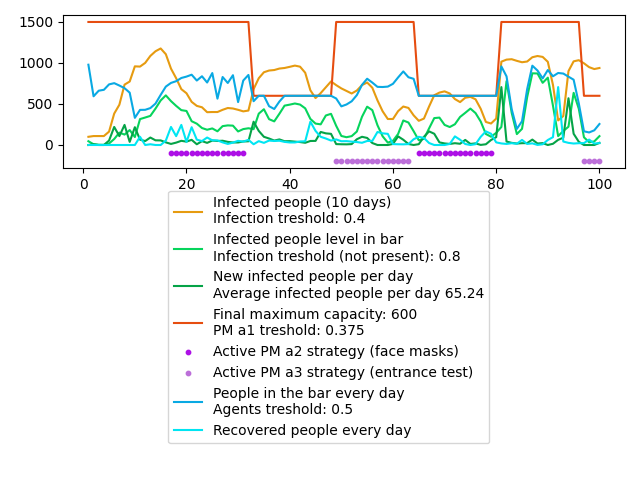 1500
1000
500
0
0 20 40 60 80 100
Infected people (10 days)
Infection treshold: 0.4
Infected people level in bar
Infection treshold (not present): 0.8
New infected people per day
Average infected people per day 65.24
Final maximum capacity: 600
PM a1 treshold: 0.375
Active PM a2 strategy (face masks)
Active PM a3 strategy (entrance test)
People in the bar every day
Agents treshold: 0.5
Recovered people every day